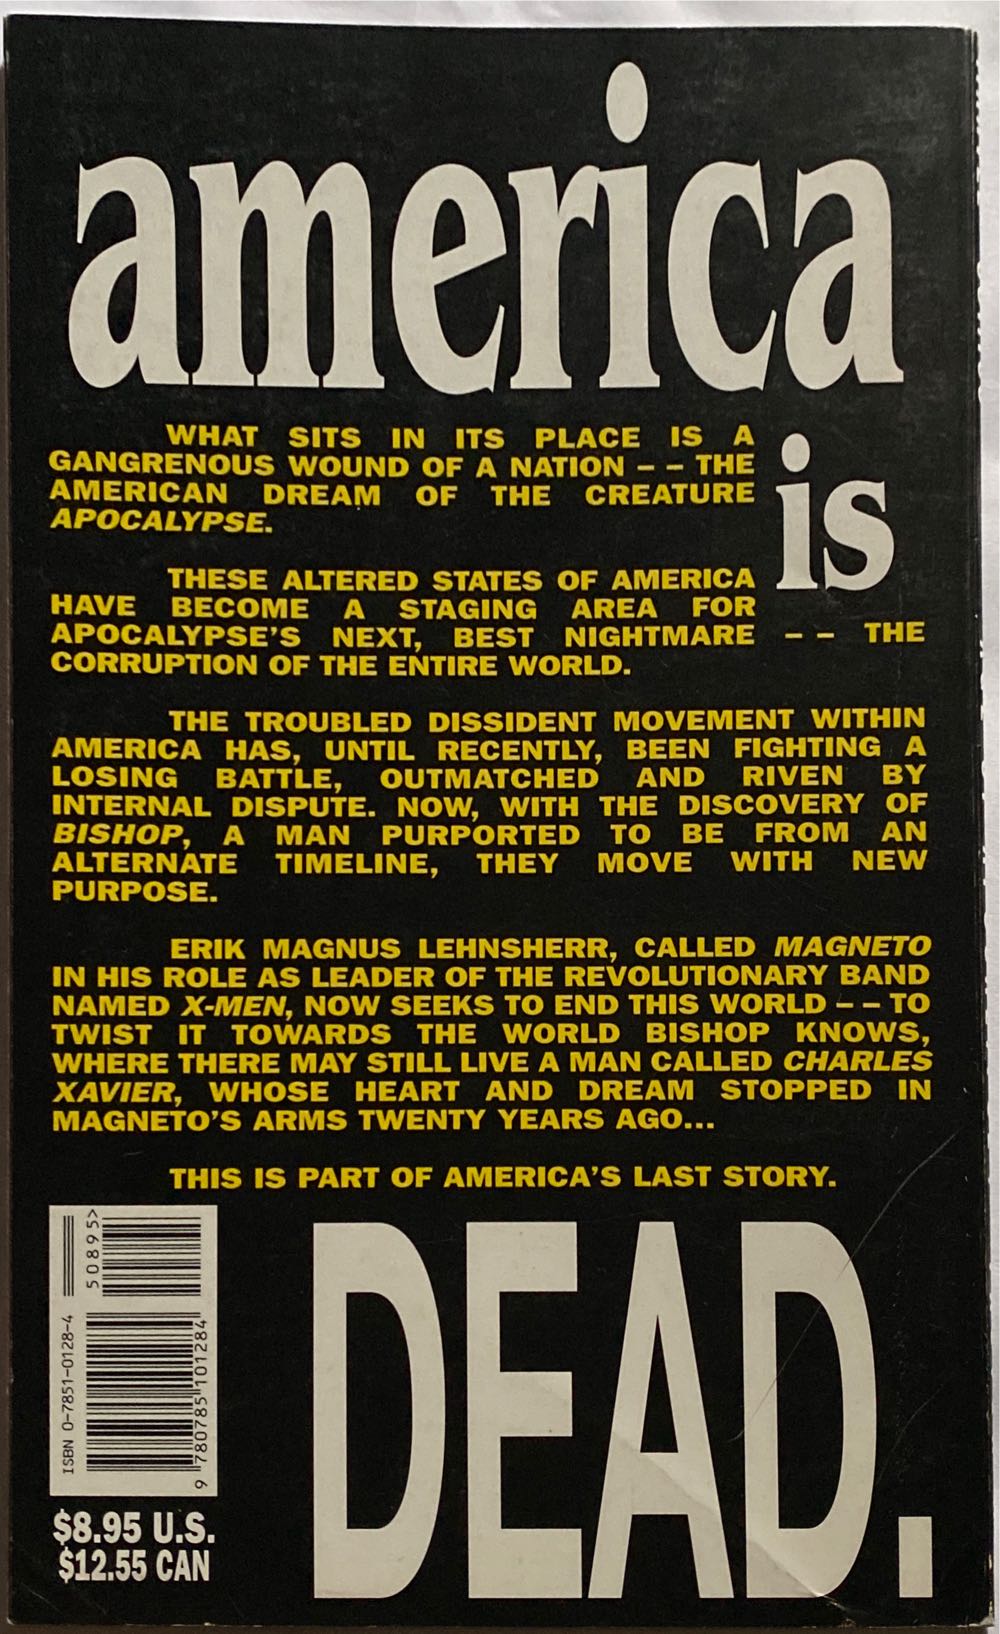 america
WHAT SITS IN ITS PLACE IS A
GANGRENOUS WOUND OF A NATION – – THE
AMERICAN DREAM OF THE CREATURE
APOCALYPSE.
is
THESE ALTERED STATES OF AMERICA
HAVE BECOME A STAGING AREA FOR
APOCALYPSE'S NEXT, BEST NIGHTMARE – – THE
CORRUPTION OF THE ENTIRE WORLD.
THE TROUBLED DISSIDENT MOVEMENT WITHIN
AMERICA HAS, UNTIL RECENTLY, BEEN FIGHTING A
LOSING BATTLE, OUTMATCHED AND RIVEN BY
INTERNAL DISPUTE. NOW, WITH THE DISCOVERY OF
BISHOP, A MAN PURPORTED TO BE FROM AN
ALTERNATE TIMELINE, THEY MOVE WITH NEW
PURPOSE.
ERIK MAGNUS LEHNSHERR, CALLED MAGNETO
IN HIS ROLE AS LEADER OF THE REVOLUTIONARY BAND
NAMED X-MEN, NOW SEEKS TO END THIS WORLD – – TO
TWIST IT TOWARDS THE WORLD BISHOP KNOWS,
WHERE THERE MAY STILL LIVE A MAN CALLED CHARLES
XAVIER, WHOSE HEART AND DREAM STOPPED IN
MAGNETO'S ARMS TWENTY YEARS AGO...
THIS IS PART OF AMERICA'S LAST STORY.
DEAD.
50895>
ISBN 0-7851-0128-4
9 780785 101284
$8.95 U.S.
$12.55 CAN